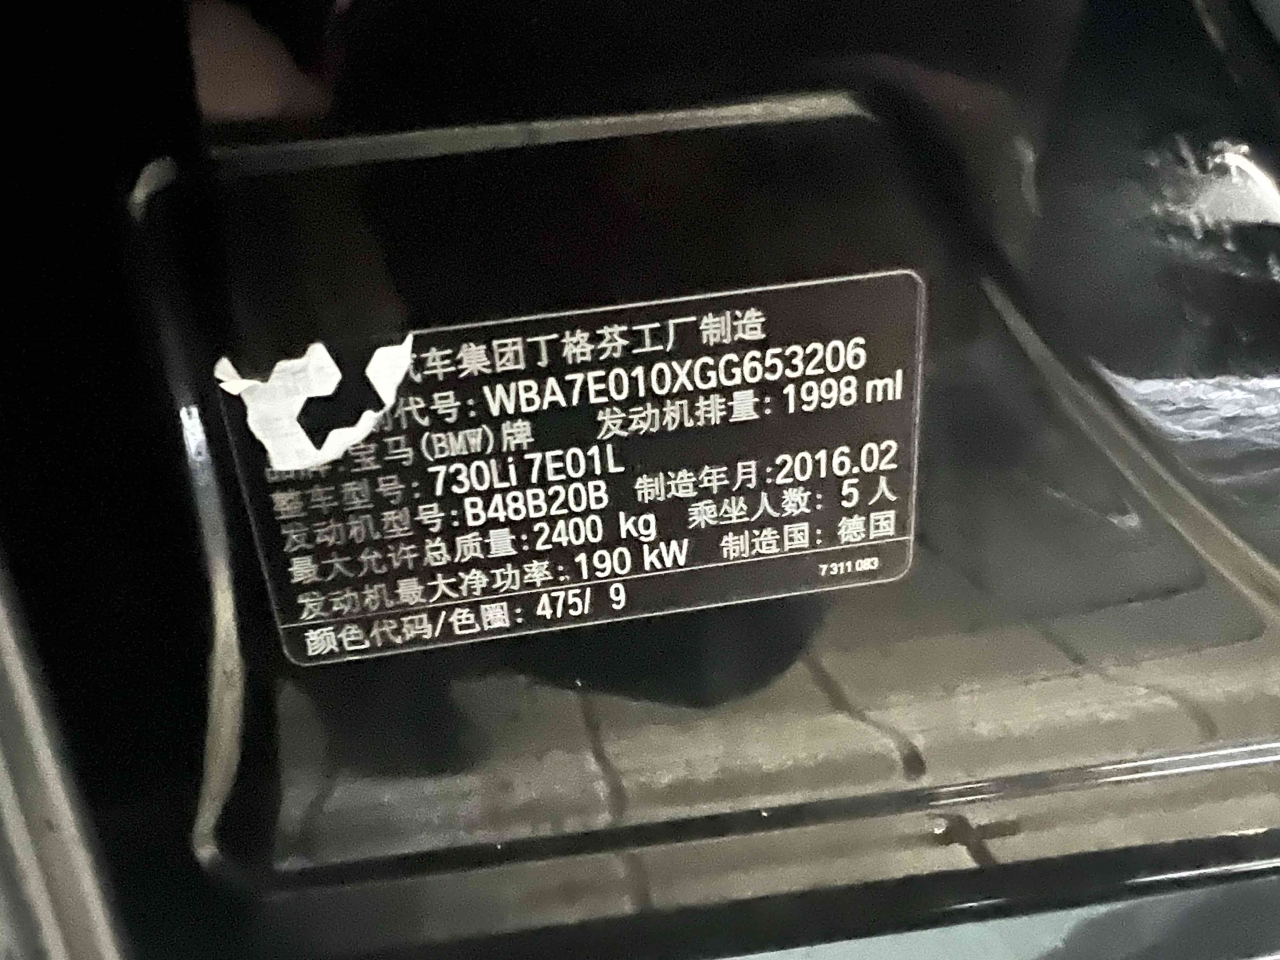 汽车集团丁格芬工厂制造
代号: WBA7E010XGG653206
宝马(BMW)牌 发动机排量: 1998 ml
整车型号: 730Li 7E01L
发动机型号: B48B20B 制造年月: 2016.02
最大允许总质量: 2400 kg 乘坐人数: 5 人
发动机最大净功率: 190 kW 制造国: 德国
7 311 083
颜色代码/色圈: 475/ 9